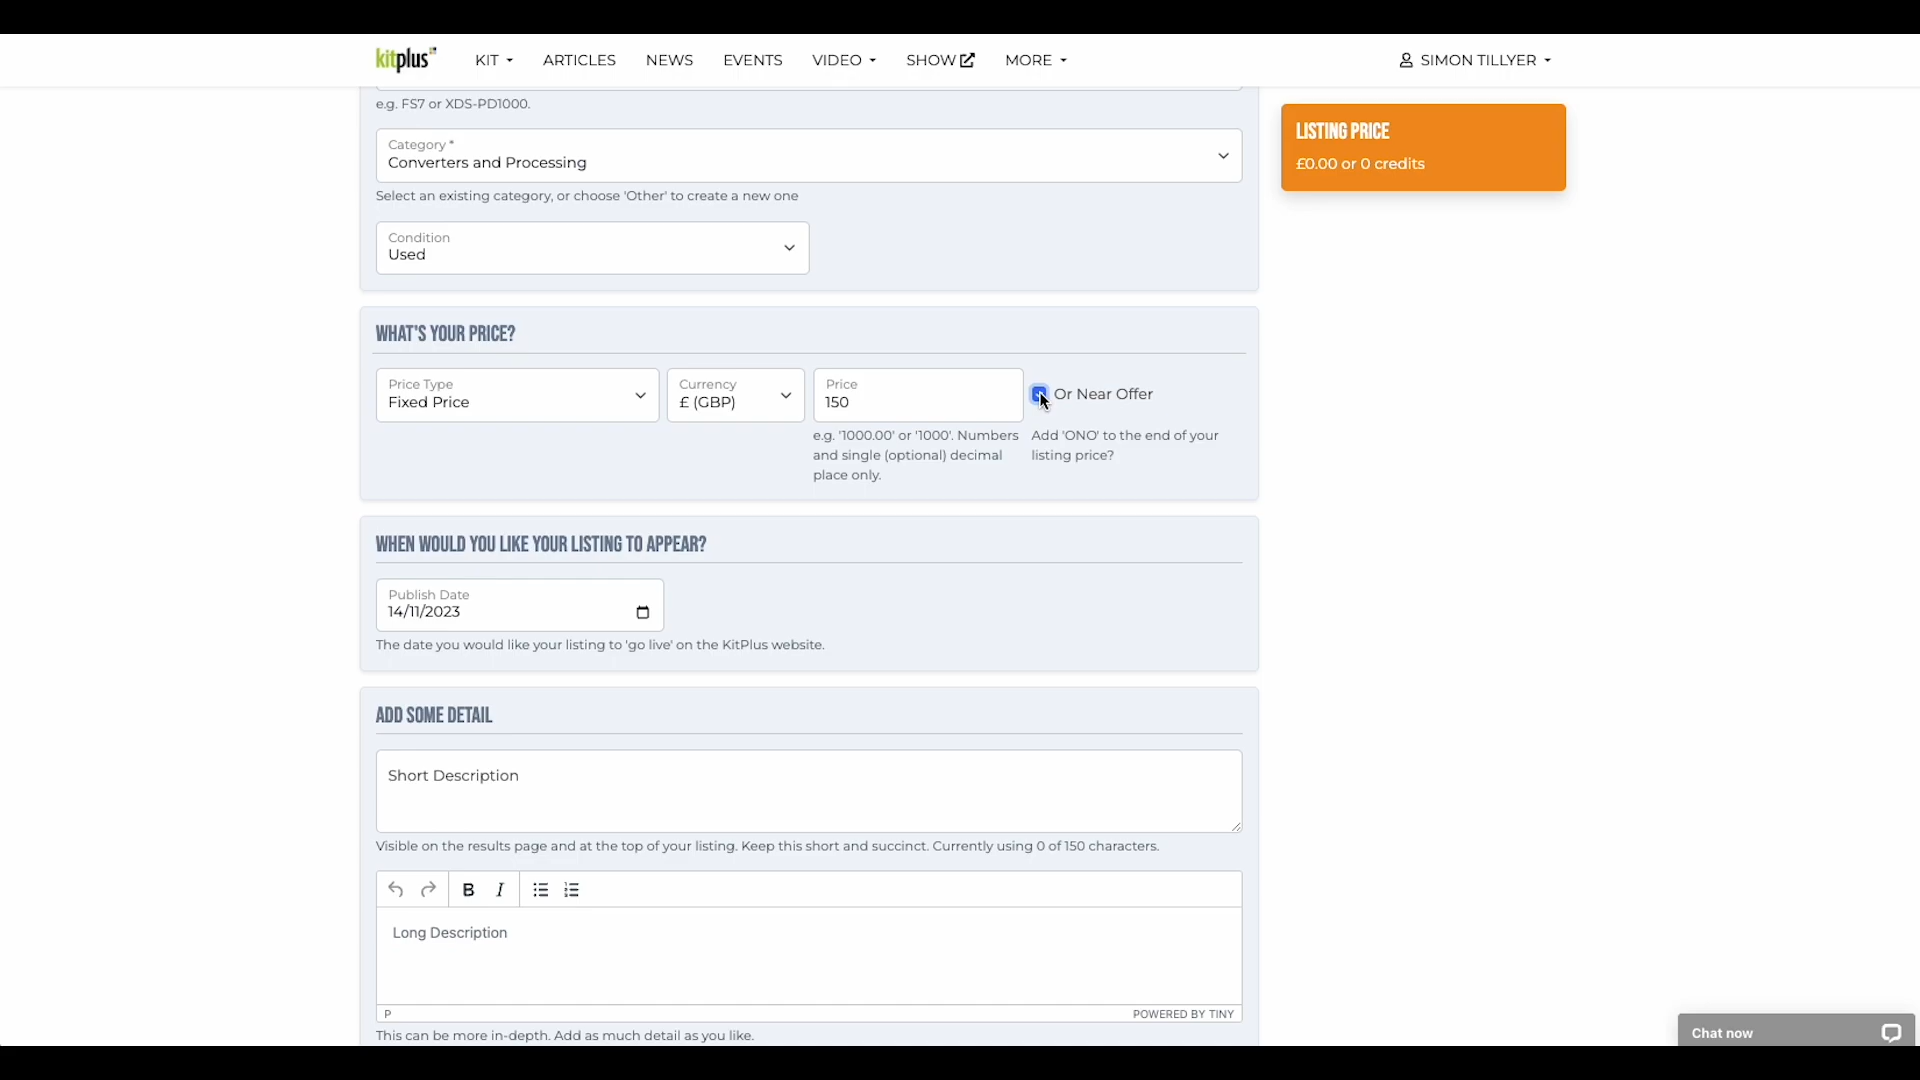 kitplus
KIT
ARTICLES
NEWS
EVENTS
VIDEO
SHOW
MORE
SIMON TILLYER
e.g. FS7 or XDS-PD1000.
LISTING PRICE
£0.00 or 0 credits
Category *
Converters and Processing
Select an existing category, or choose 'Other' to create a new one
Condition
Used
WHAT'S YOUR PRICE?
Price Type
Fixed Price
Currency
£ (GBP)
Price
150
Or Near Offer
e.g. '1000.00' or '1000'. Numbers
and single (optional) decimal
place only.
Add 'ONO' to the end of your
listing price?
WHEN WOULD YOU LIKE YOUR LISTING TO APPEAR?
Publish Date
14/11/2023
The date you would like your listing to 'go live' on the KitPlus website.
ADD SOME DETAIL
Short Description
Visible on the results page and at the top of your listing. Keep this short and succinct. Currently using 0 of 150 characters.
B I
Long Description
P
POWERED BY TINY
This can be more in-depth. Add as much detail as you like.
Chat now